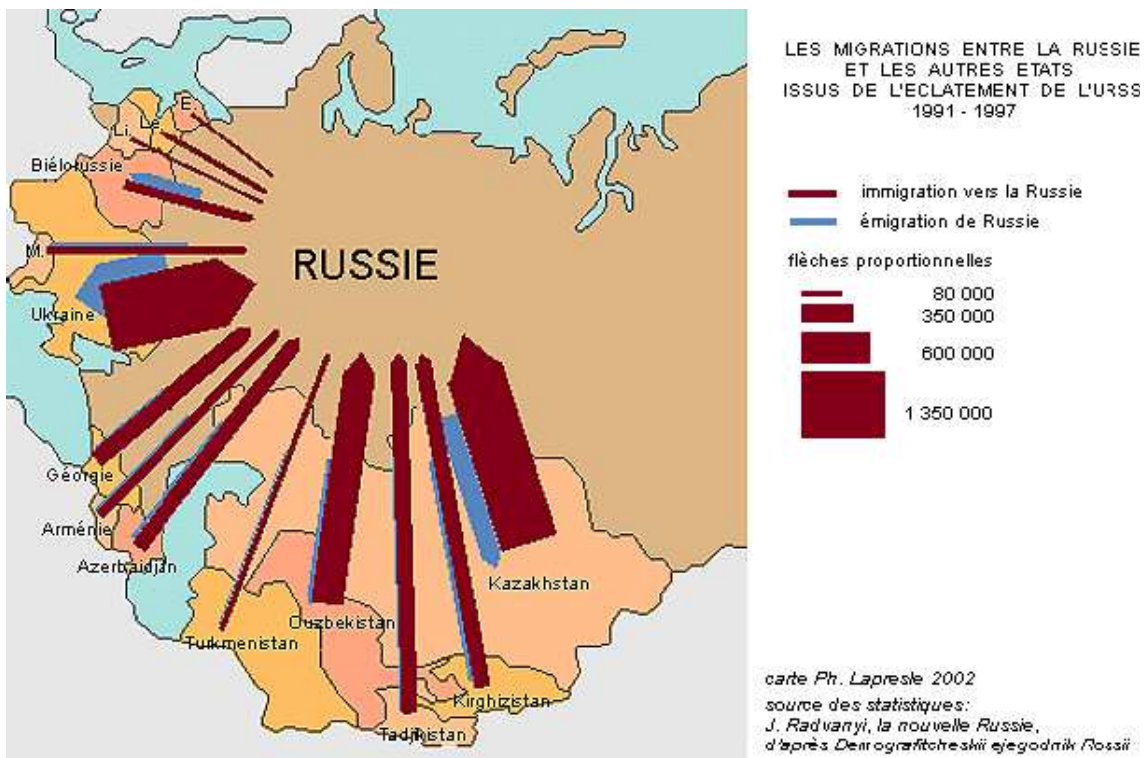 LES MIGRATIONS ENTRE LA RUSSIE
ET LES AUTRES ETATS
ISSUS DE L'ECLATEMENT DE L'URSS
1991 - 1997
immigration vers la Russie
émigration de Russie
flèches proportionnelles
80 000
350 000
600 000
1 350 000
E.
Le.
Li.
Biélorussie
M.
RUSSIE
Ukraine
Géorgie
Arménie
Azerbaïdjan
Kazakhstan
Ouzbekistan
Turkmenistan
Kirghizistan
Tadjikistan
carte Ph. Lapresle 2002
source des statistiques:
J. Radvanyi, la nouvelle Russie,
d'après Demografitcheskii ejegodnik Rossii